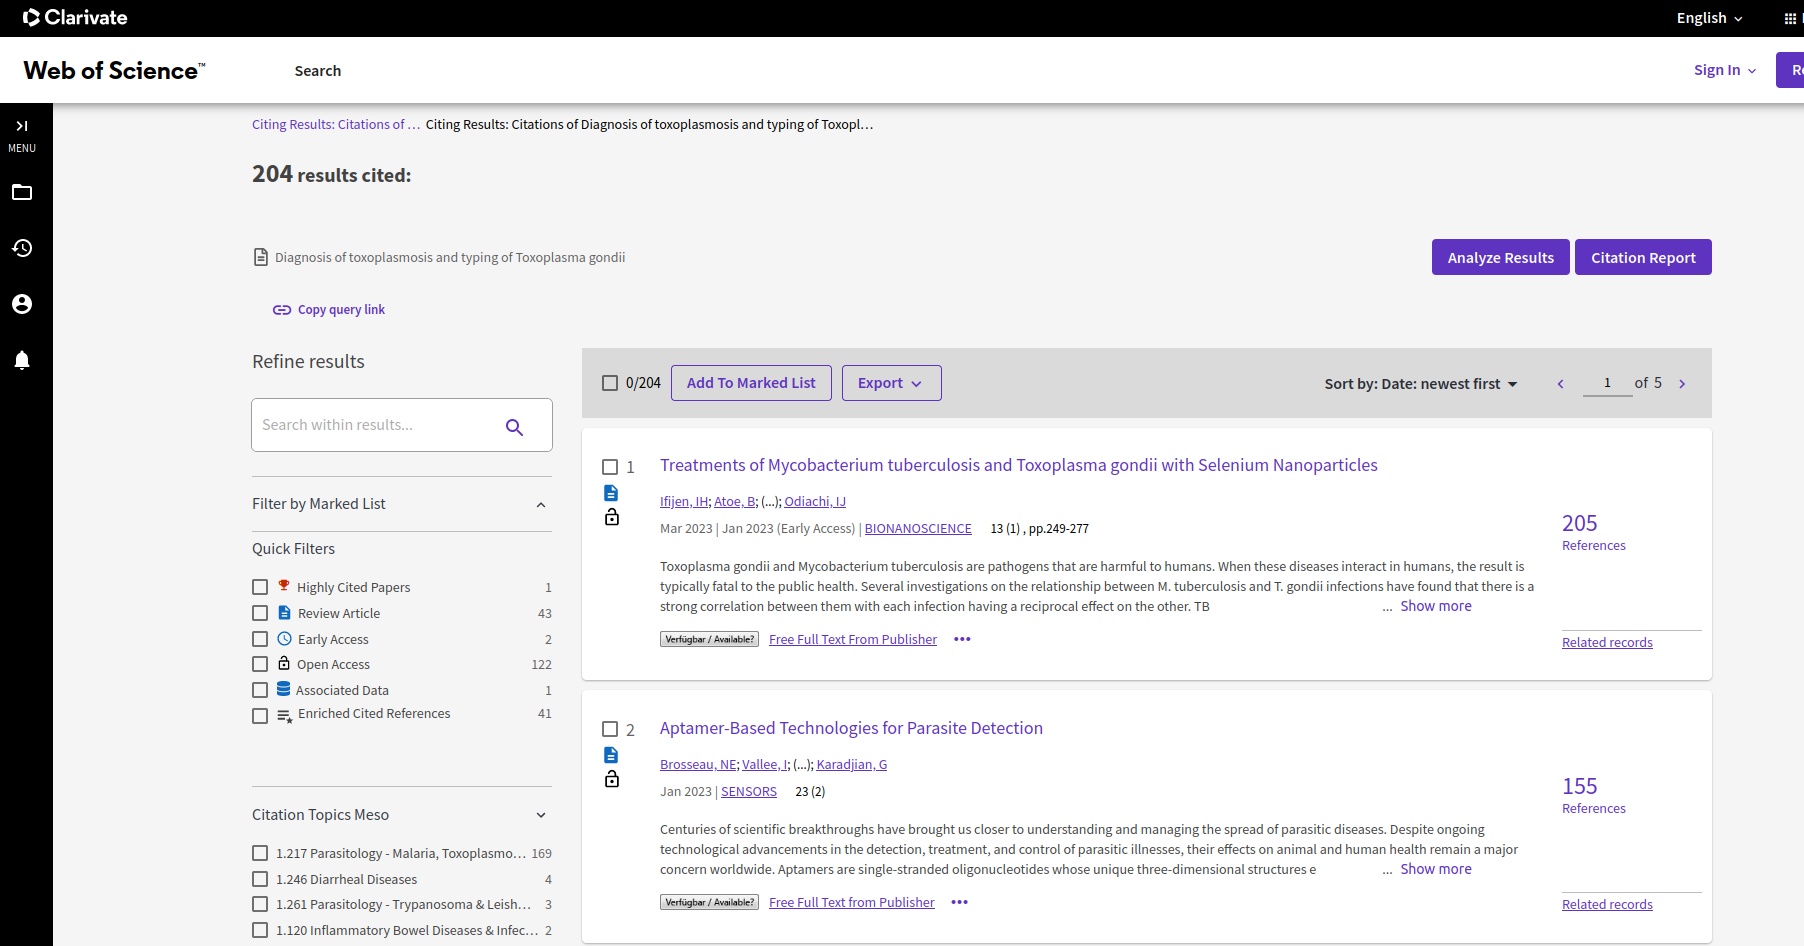 Clarivate
English
Web of Science™
Search
Sign In
MENU
Citing Results: Citations of ... Citing Results: Citations of Diagnosis of toxoplasmosis and typing of Toxopl...
204 results cited:
Diagnosis of toxoplasmosis and typing of Toxoplasma gondii
Analyze Results
Citation Report
Copy query link
Refine results
Search within results...
Filter by Marked List
Quick Filters
Highly Cited Papers 1
Review Article 43
Early Access 2
Open Access 122
Associated Data 1
Enriched Cited References 41
Citation Topics Meso
1.217 Parasitology - Malaria, Toxoplasmo... 169
1.246 Diarrheal Diseases 4
1.261 Parasitology - Trypanosoma & Leish... 3
1.120 Inflammatory Bowel Diseases & Infec... 2
0/204 Add To Marked List Export Sort by: Date: newest first 1 of 5
1 Treatments of Mycobacterium tuberculosis and Toxoplasma gondii with Selenium Nanoparticles
Ifijen, IH; Atoe, B; (...); Odiachi, IJ
Mar 2023 | Jan 2023 (Early Access) | BIONANOSCIENCE 13 (1) , pp.249-277
Toxoplasma gondii and Mycobacterium tuberculosis are pathogens that are harmful to humans. When these diseases interact in humans, the result is
typically fatal to the public health. Several investigations on the relationship between M. tuberculosis and T. gondii infections have found that there is a
strong correlation between them with each infection having a reciprocal effect on the other. TB ... Show more
Verfügbar / Available? Free Full Text From Publisher •••
205
References
Related records
2 Aptamer-Based Technologies for Parasite Detection
Brosseau, NE; Vallee, I; (...); Karadjian, G
Jan 2023 | SENSORS 23 (2)
Centuries of scientific breakthroughs have brought us closer to understanding and managing the spread of parasitic diseases. Despite ongoing
technological advancements in the detection, treatment, and control of parasitic illnesses, their effects on animal and human health remain a major
concern worldwide. Aptamers are single-stranded oligonucleotides whose unique three-dimensional structures e ... Show more
Verfügbar / Available? Free Full Text from Publisher •••
155
References
Related records